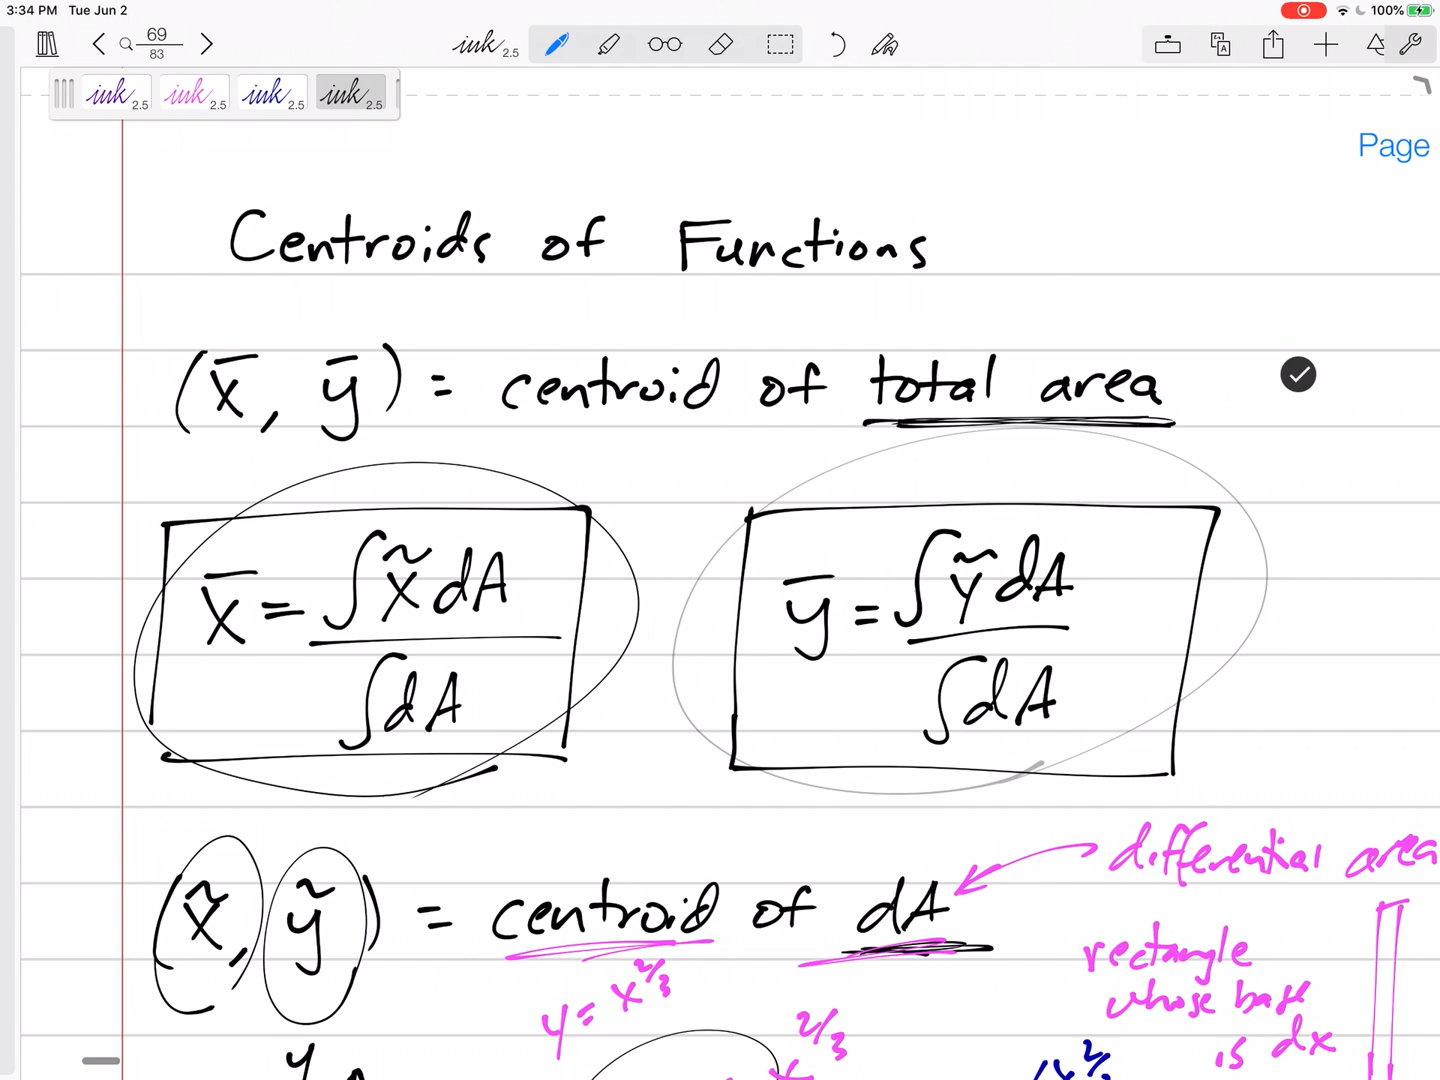 3:34 PM Tue Jun 2
100%
69
83
ink 2.5
ink 2.5 ink 2.5 ink 2.5 ink 2.5
Page
Centroids of Functions
(x̄, ȳ) = centroid of total area
x̄ = ∫x̃ dA / ∫dA
ȳ = ∫ỹ dA / ∫dA
differential area
(x̃, ỹ) = centroid of dA
rectangle
whose base
is dx
y = x^2/3
x^2/3
y